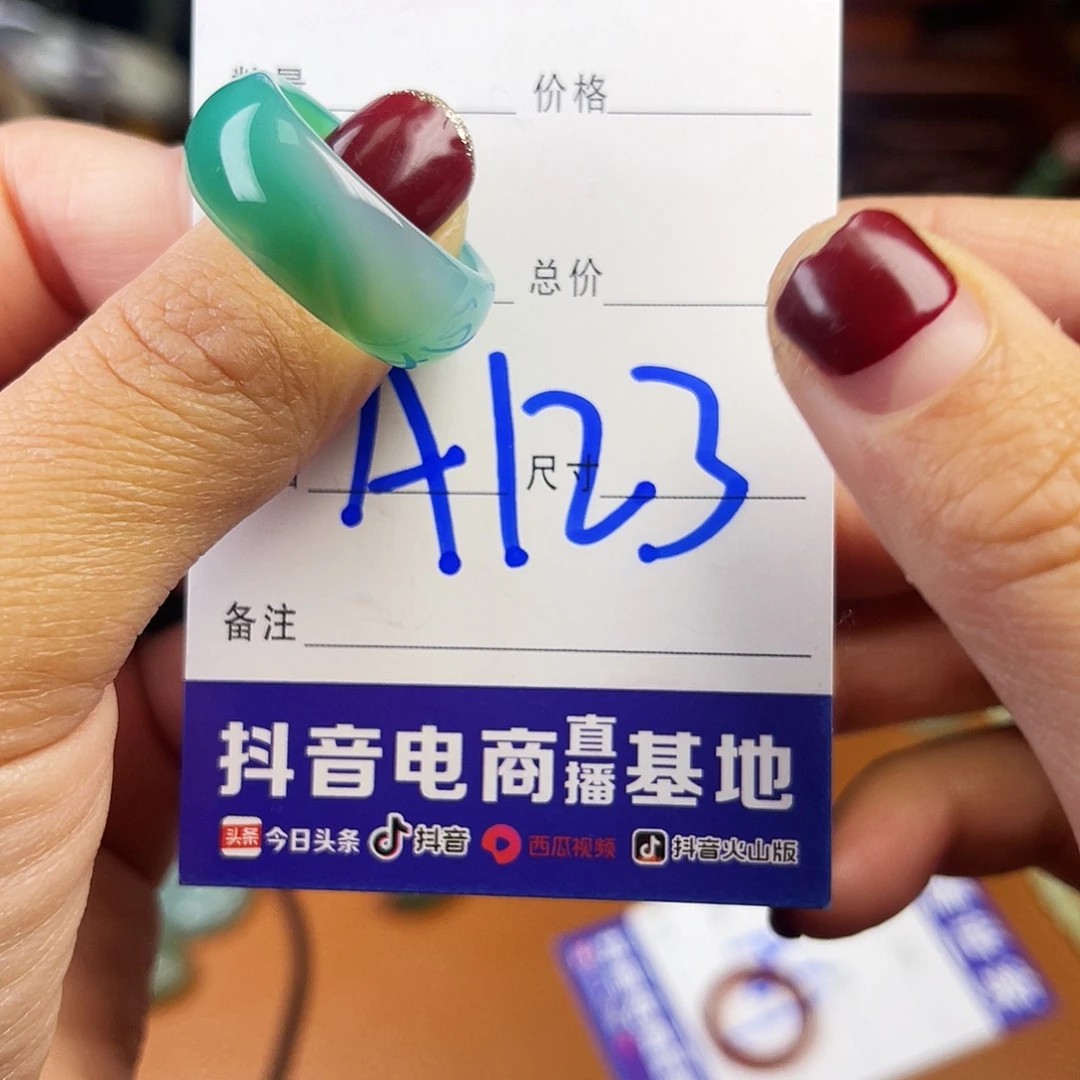 价格
总价
A123
尺寸
备注
抖音电商直播基地
头条 今日头条 抖音 西瓜视频 抖音火山版